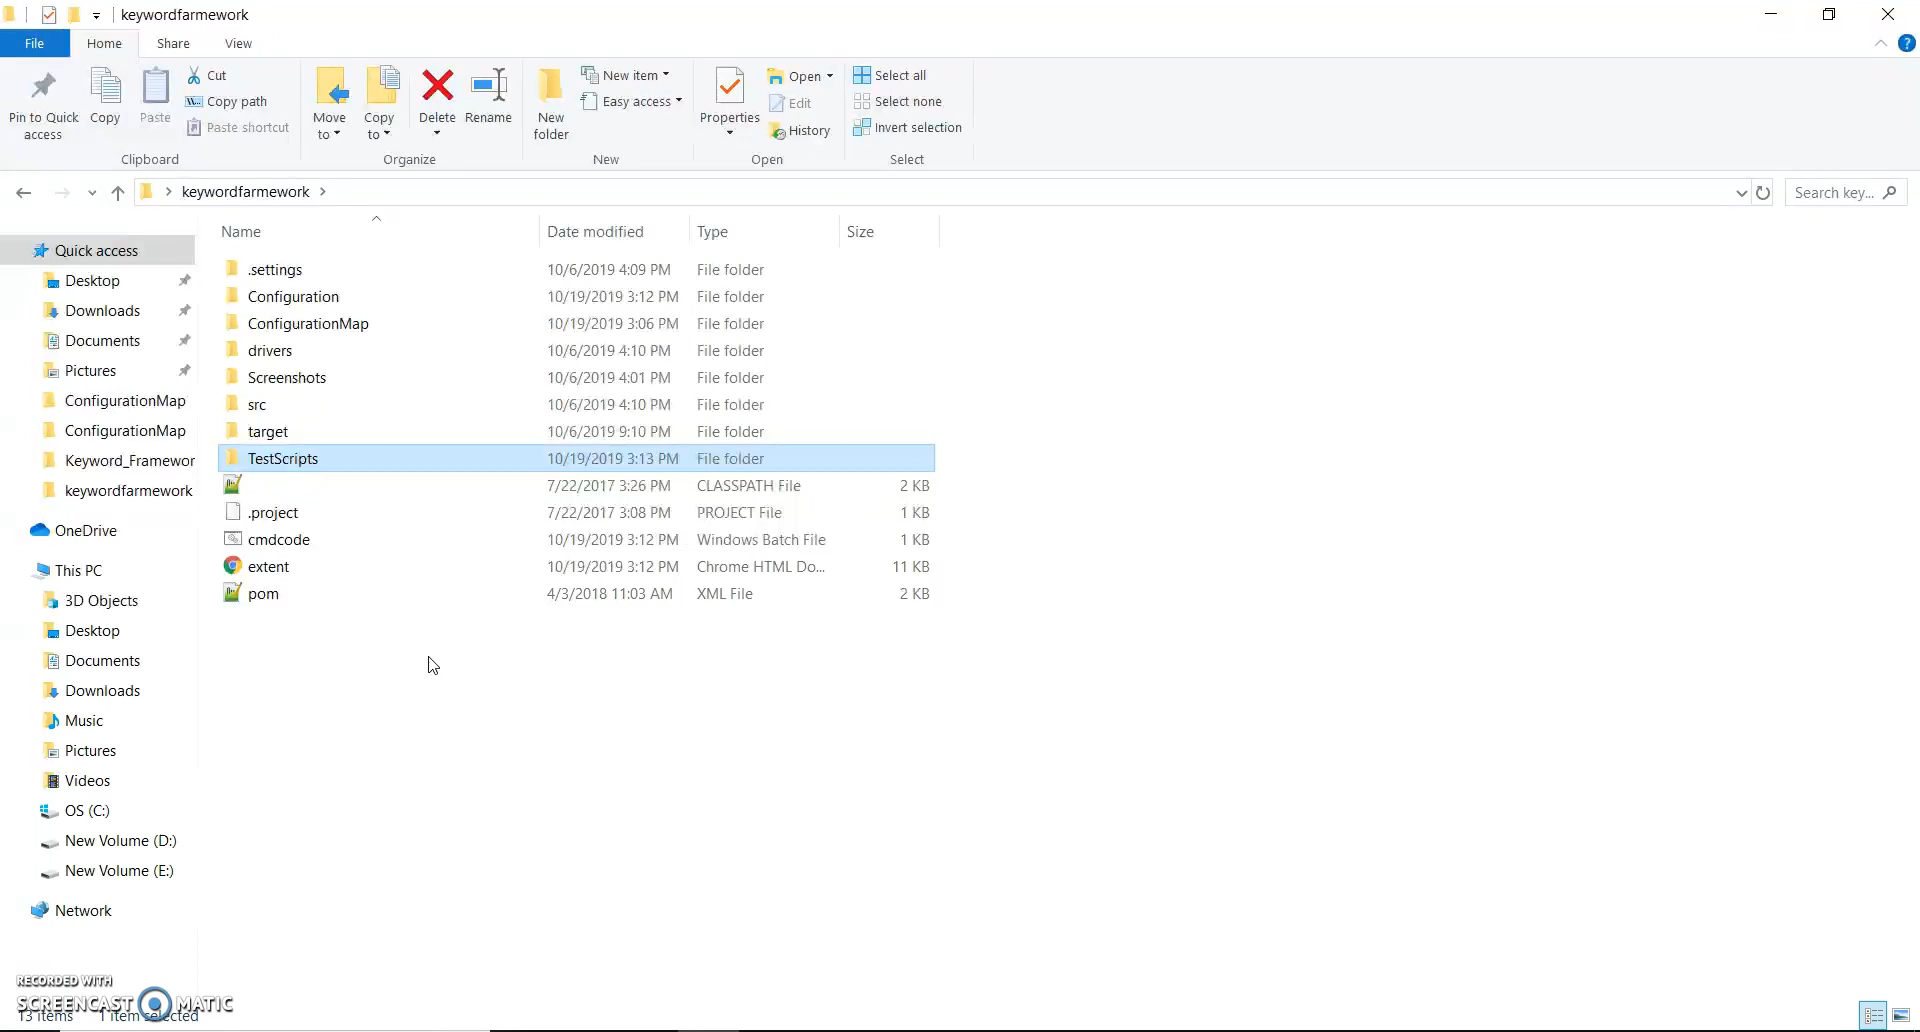 keywordfarmework
File Home Share View
Pin to Quick access
Copy
Paste
Cut
Copy path
Paste shortcut
Clipboard
Move to
Copy to
Delete
Rename
Organize
New folder
New item
Easy access
New
Properties
Open
Edit
History
Open
Select all
Select none
Invert selection
Select
keywordfarmework
Search key...
Name Date modified Type Size
Quick access
Desktop
Downloads
Documents
Pictures
ConfigurationMap
ConfigurationMap
Keyword_Framewor
keywordfarmework
OneDrive
This PC
3D Objects
Desktop
Documents
Downloads
Music
Pictures
Videos
OS (C:)
New Volume (D:)
New Volume (E:)
Network
.settings 10/6/2019 4:09 PM File folder
Configuration 10/19/2019 3:12 PM File folder
ConfigurationMap 10/19/2019 3:06 PM File folder
drivers 10/6/2019 4:10 PM File folder
Screenshots 10/6/2019 4:01 PM File folder
src 10/6/2019 4:10 PM File folder
target 10/6/2019 9:10 PM File folder
TestScripts 10/19/2019 3:13 PM File folder
7/22/2017 3:26 PM CLASSPATH File 2 KB
.project 7/22/2017 3:08 PM PROJECT File 1 KB
cmdcode 10/19/2019 3:12 PM Windows Batch File 1 KB
extent 10/19/2019 3:12 PM Chrome HTML Do... 11 KB
pom 4/3/2018 11:03 AM XML File 2 KB
RECORDED WITH
SCREENCAST MATIC
13 items 1 item selected